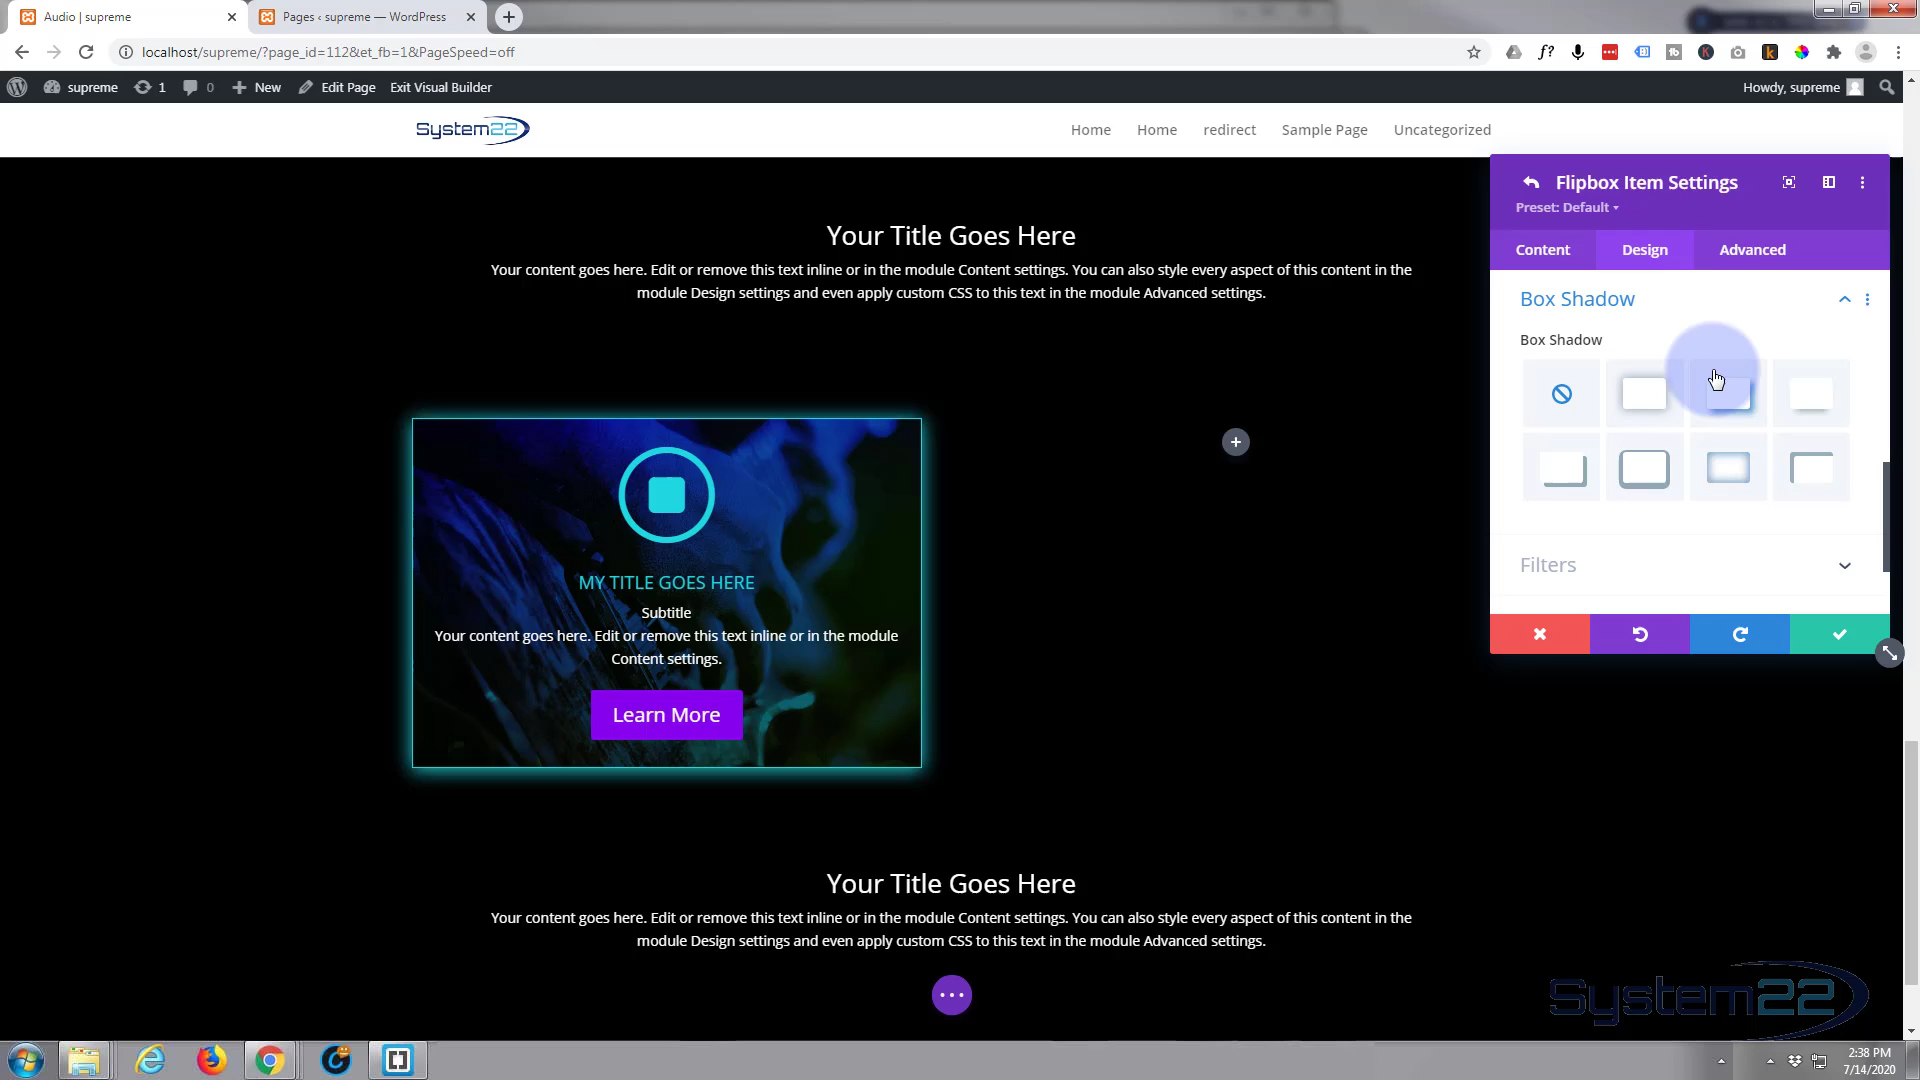 Audio | supreme
Pages ‹ supreme — WordPress
localhost/supreme/?page_id=112&et_fb=1&PageSpeed=off
supreme
1
0
New
Edit Page
Exit Visual Builder
Howdy, supreme
System22
Home
Home
redirect
Sample Page
Uncategorized
Flipbox Item Settings
Preset: Default
Content
Design
Advanced
Your Title Goes Here
Your content goes here. Edit or remove this text inline or in the module Content settings. You can also style every aspect of this content in the
module Design settings and even apply custom CSS to this text in the module Advanced settings.
Box Shadow
Box Shadow
Filters
MY TITLE GOES HERE
Subtitle
Your content goes here. Edit or remove this text inline or in the module
Content settings.
Learn More
Your Title Goes Here
Your content goes here. Edit or remove this text inline or in the module Content settings. You can also style every aspect of this content in the
module Design settings and even apply custom CSS to this text in the module Advanced settings.
System22
2:38 PM
7/14/2020